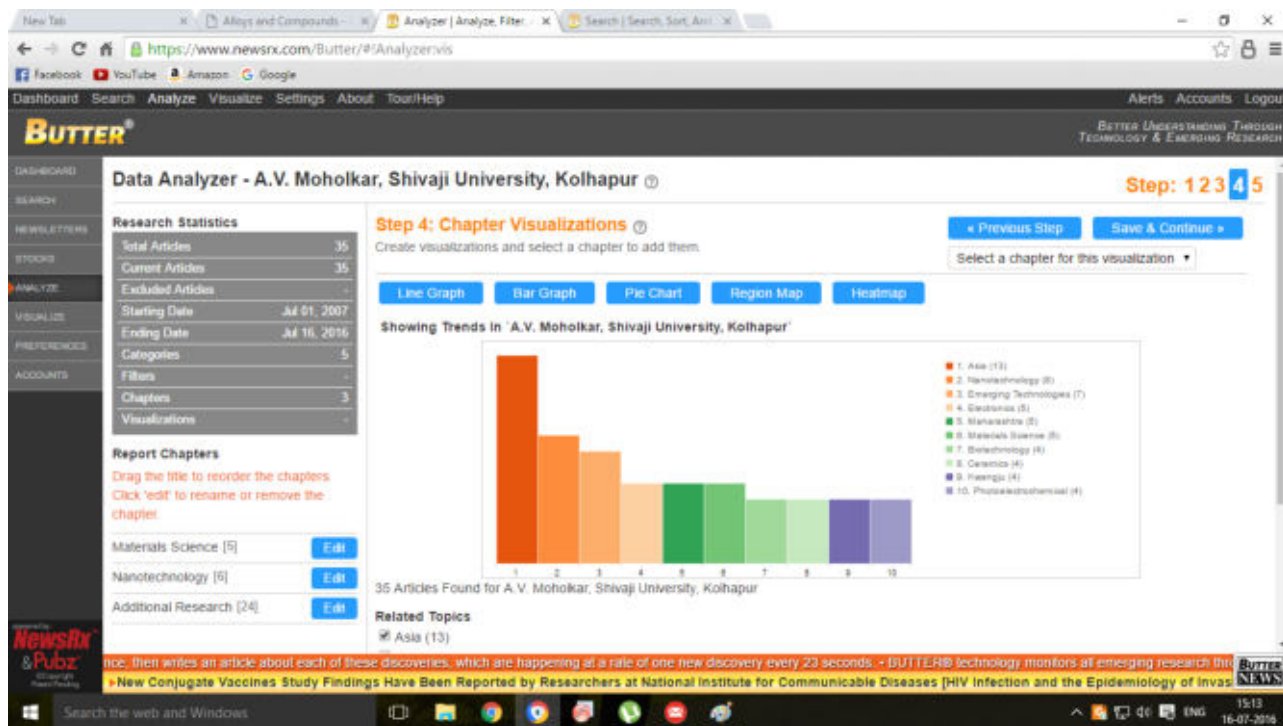 New Tab
Alloys and Compounds -
Analyzer | Analyze, Filter,
Search | Search, Sort,
https://www.newsrx.com/Butter/#!Analyzer:vis
Facebook YouTube Amazon Google
Dashboard Search Analyze Visualize Settings About Tour/Help
Alerts Accounts Logou
BUTTER®
BETTER UNDERSTANDING THROUGH
TECHNOLOGY & EMERGING RESEARCH
DASHBOARD
SEARCH
NEWSLETTERS
STOCKS
ANALYZE
VISUALIZE
PREFERENCES
ACCOUNTS
Data Analyzer - A.V. Moholkar, Shivaji University, Kolhapur
Step: 1 2 3 4 5
Research Statistics
Total Articles 35
Current Articles 35
Excluded Articles -
Starting Date Jul 01, 2007
Ending Date Jul 16, 2016
Categories 5
Filters -
Chapters 3
Visualizations -
Report Chapters
Drag the title to reorder the chapters.
Click 'edit' to rename or remove the
chapter.
Materials Science [5] Edit
Nanotechnology [6] Edit
Additional Research [24] Edit
Step 4: Chapter Visualizations
Create visualizations and select a chapter to add them.
« Previous Step Save & Continue »
Select a chapter for this visualization
Line Graph Bar Graph Pie Chart Region Map Heatmap
Showing Trends in `A.V. Moholkar, Shivaji University, Kolhapur`
1. Asia (13)
2. Nanotechnology (8)
3. Emerging Technologies (7)
4. Electronics (5)
5. Maharashtra (5)
6. Materials Science (5)
7. Biotechnology (4)
8. Ceramics (4)
9. Kwangju (4)
10. Photoelectrochemical (4)
1 2 3 4 5 6 7 8 9 10
35 Articles Found for A.V. Moholkar, Shivaji University, Kolhapur
Related Topics
Asia (13)
NewsRx
& Pubz
nce, then writes an article about each of these discoveries, which are happening at a rate of one new discovery every 23 seconds. - BUTTER® technology monitors all emerging research thr
New Conjugate Vaccines Study Findings Have Been Reported by Researchers at National Institute for Communicable Diseases [HIV Infection and the Epidemiology of Invas
BUTTER
NEWS
Search the web and Windows
ENG
15:13
16-07-2016